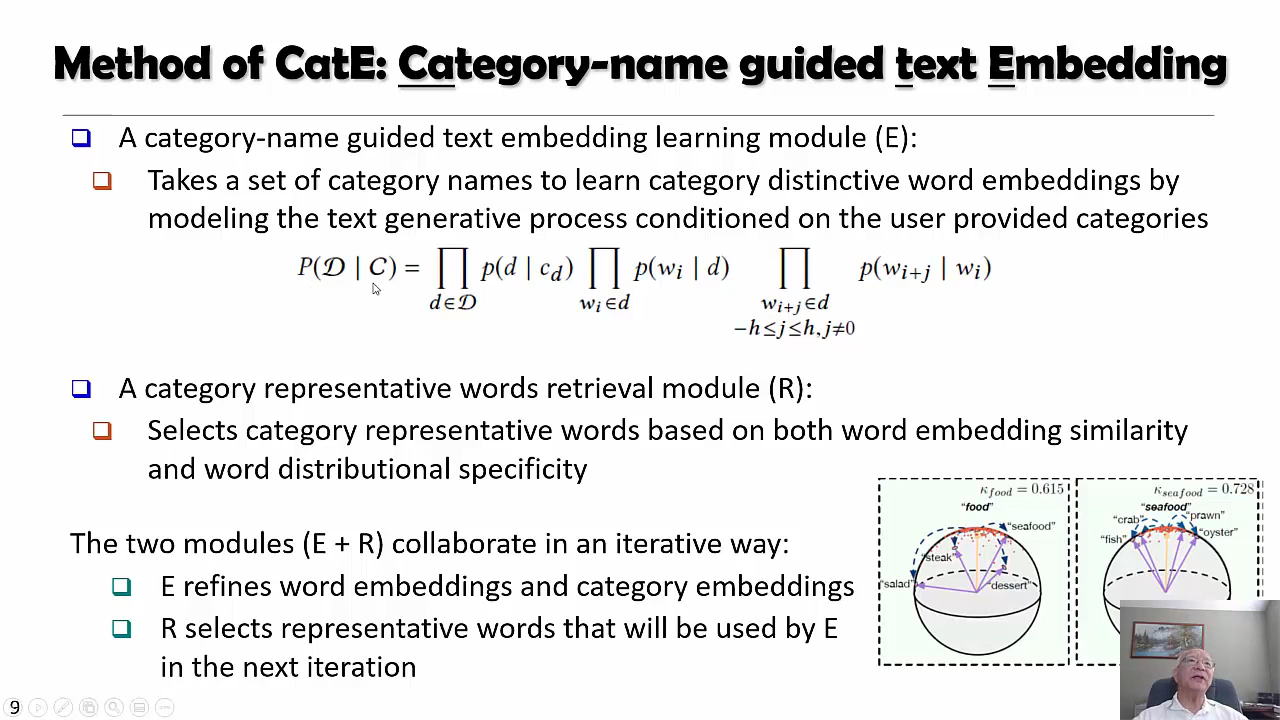 Method of CatE: Category-name guided text Embedding
❑ A category-name guided text embedding learning module (E):
❑ Takes a set of category names to learn category distinctive word embeddings by
modeling the text generative process conditioned on the user provided categories
P(𝒟 | C) = ∏ p(d | c_d) ∏ p(w_i | d) ∏ p(w_{i+j} | w_i)
d∈𝒟 w_i∈d w_{i+j}∈d
−h≤j≤h, j≠0
❑ A category representative words retrieval module (R):
❑ Selects category representative words based on both word embedding similarity
and word distributional specificity
The two modules (E + R) collaborate in an iterative way:
❑ E refines word embeddings and category embeddings
❑ R selects representative words that will be used by E
in the next iteration
κ_food = 0.615
"food"
"seafood"
"steak"
"salad"
"dessert"
κ_seafood = 0.728
"seafood"
"crab"
"prawn"
"fish"
"oyster"
9